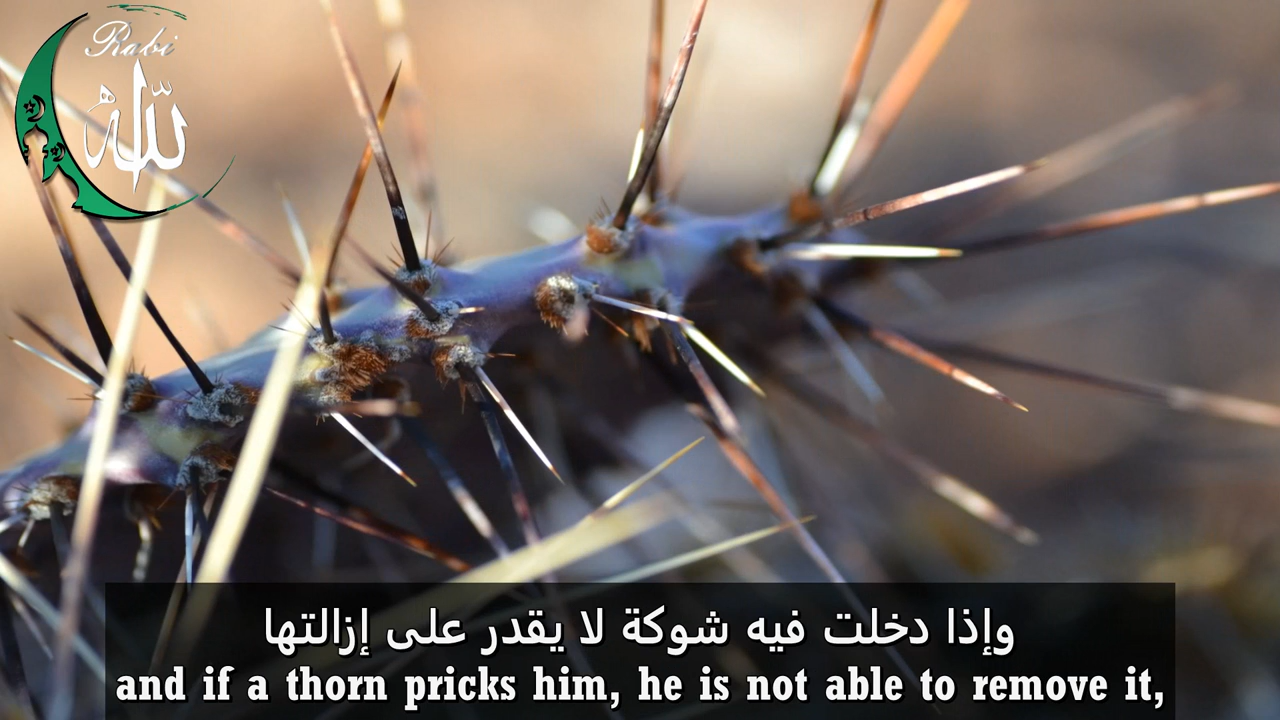 Rabi
الله
وإذا دخلت فيه شوكة لا يقدر على إزالتها
and if a thorn pricks him, he is not able to remove it,